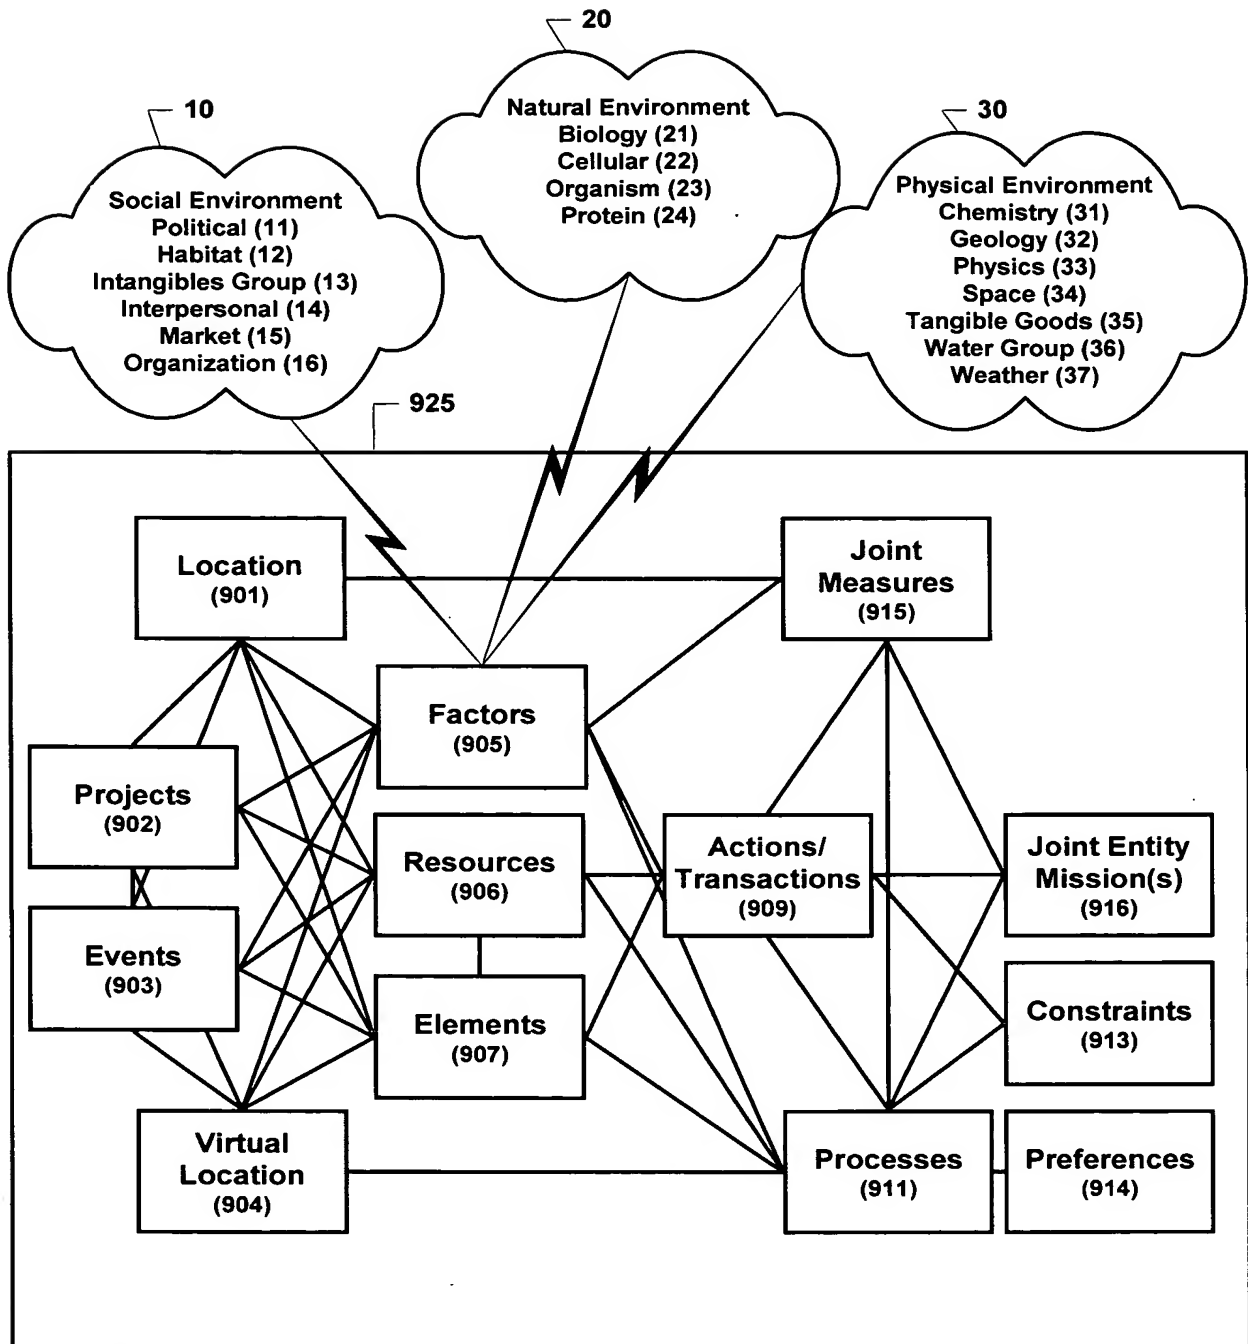 20
10
Natural Environment
Biology (21)
Cellular (22)
Organism (23)
Protein (24)
30
Social Environment
Political (11)
Habitat (12)
Intangibles Group (13)
Interpersonal (14)
Market (15)
Organization (16)
Physical Environment
Chemistry (31)
Geology (32)
Physics (33)
Space (34)
Tangible Goods (35)
Water Group (36)
Weather (37)
925
Location
(901)
Joint
Measures
(915)
Factors
(905)
Projects
(902)
Resources
(906)
Actions/
Transactions
(909)
Joint Entity
Mission(s)
(916)
Events
(903)
Elements
(907)
Constraints
(913)
Virtual
Location
(904)
Processes
(911)
Preferences
(914)